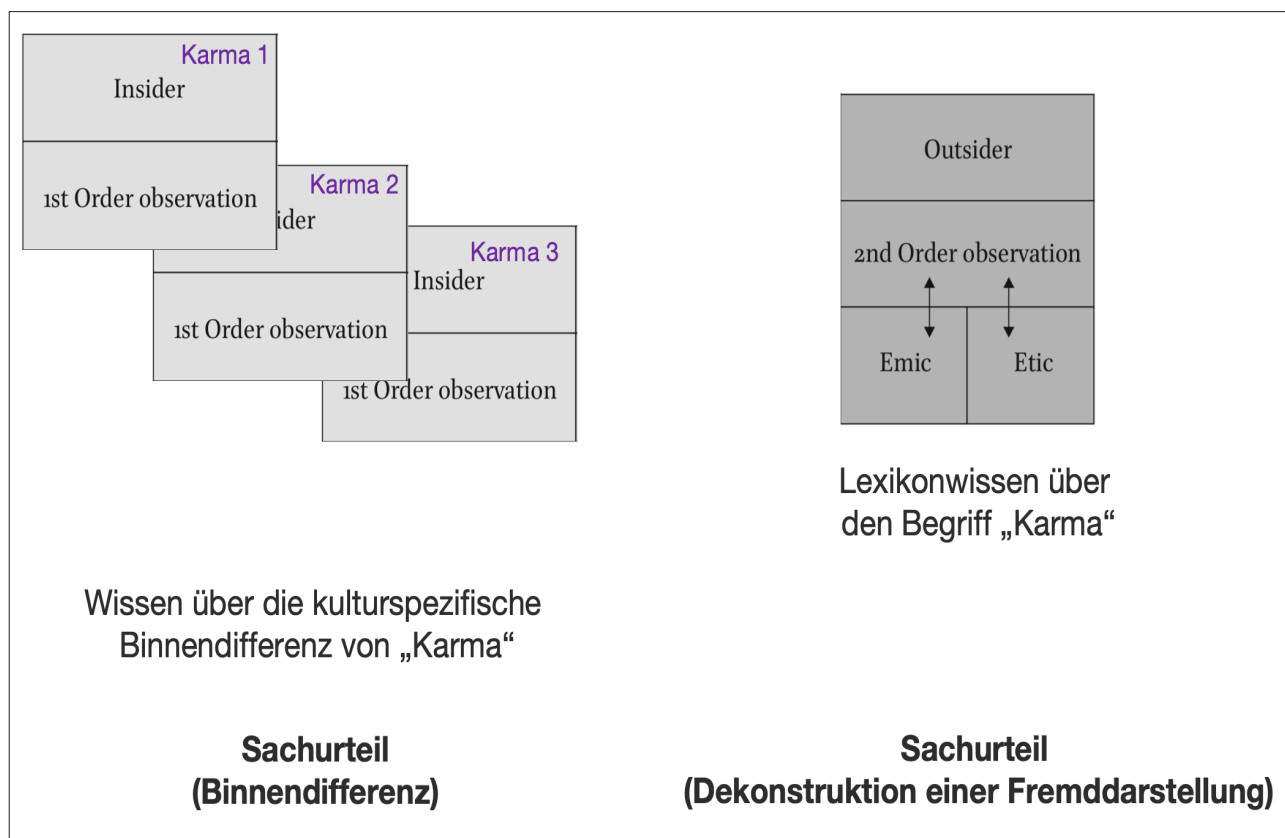 Karma 1
Insider
1st Order observation
Karma 2
ider
1st Order observation
Karma 3
Insider
1st Order observation
Outsider
2nd Order observation
Emic
Etic
Lexikonwissen über
den Begriff „Karma“
Wissen über die kulturspezifische
Binnendifferenz von „Karma“
Sachurteil
(Binnendifferenz)
Sachurteil
(Dekonstruktion einer Fremddarstellung)